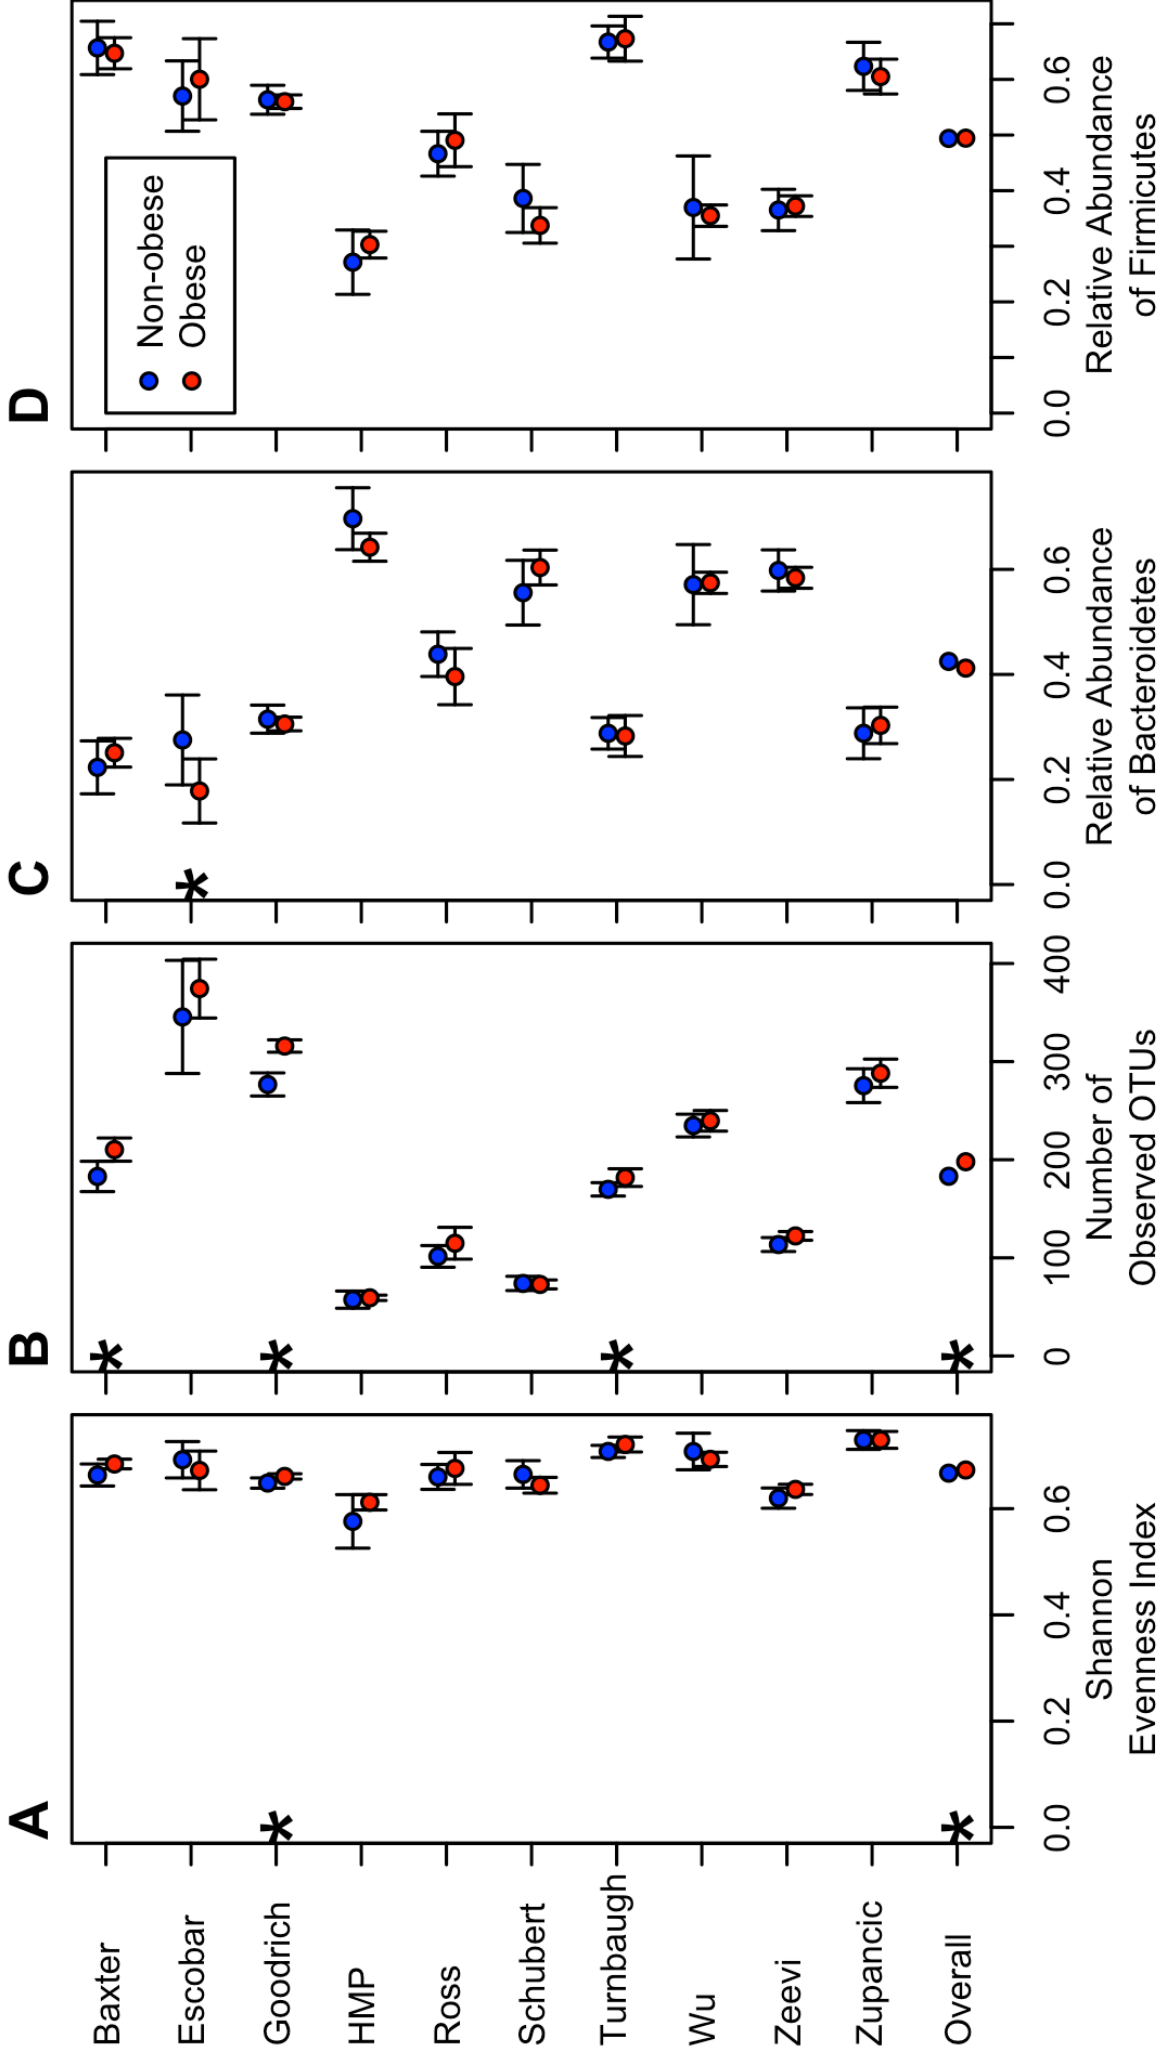 A
B
C
D
Baxter
Escobar
Goodrich
HMP
Ross
Schubert
Turnbaugh
Wu
Zeevi
Zupancic
Overall
*
*
*
*
*
*
*
Non-obese
Obese
0.0 0.2 0.4 0.6
Shannon
Evenness Index
0 100 200 300 400
Number of
Observed OTUs
0.0 0.2 0.4 0.6
Relative Abundance
of Bacteroidetes
0.0 0.2 0.4 0.6
Relative Abundance
of Firmicutes